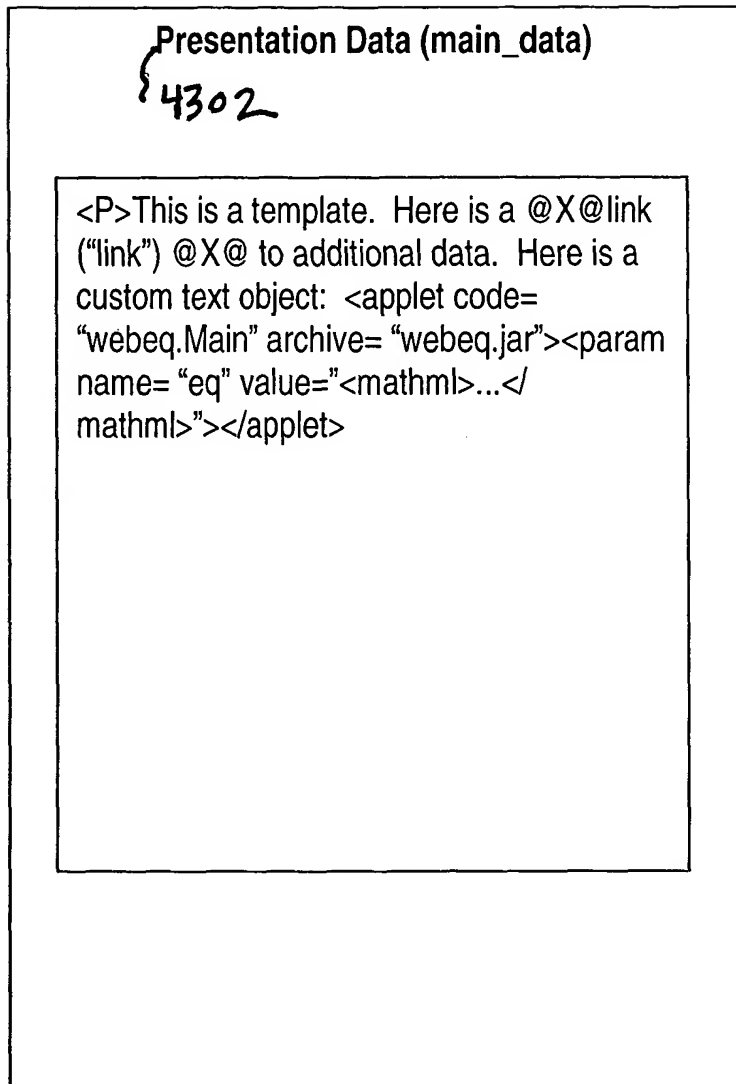 Presentation Data (main_data)
4302
<P>This is a template. Here is a @X@link
(“link”) @X@ to additional data. Here is a
custom text object: <applet code=
“webeq.Main” archive= “webeq.jar”><param
name= “eq” value=”<mathml>...</
mathml>”></applet>